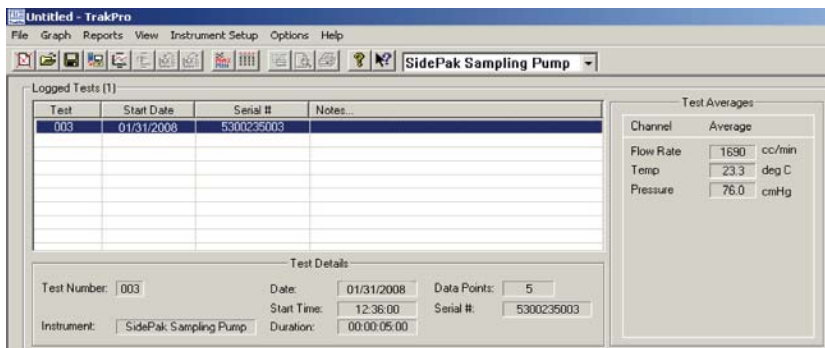 Untitled - TrakPro
File Graph Reports View Instrument Setup Options Help
SidePak Sampling Pump
Logged Tests (1)
Test Start Date Serial # Notes...
003 01/31/2008 5300235003
Test Averages
Channel Average
Flow Rate 1690 cc/min
Temp 23.3 deg C
Pressure 76.0 cmHg
Test Details
Test Number: 003 Date: 01/31/2008 Data Points: 5
Start Time: 12:36:00 Serial #: 5300235003
Instrument: SidePak Sampling Pump Duration: 00:00:05:00